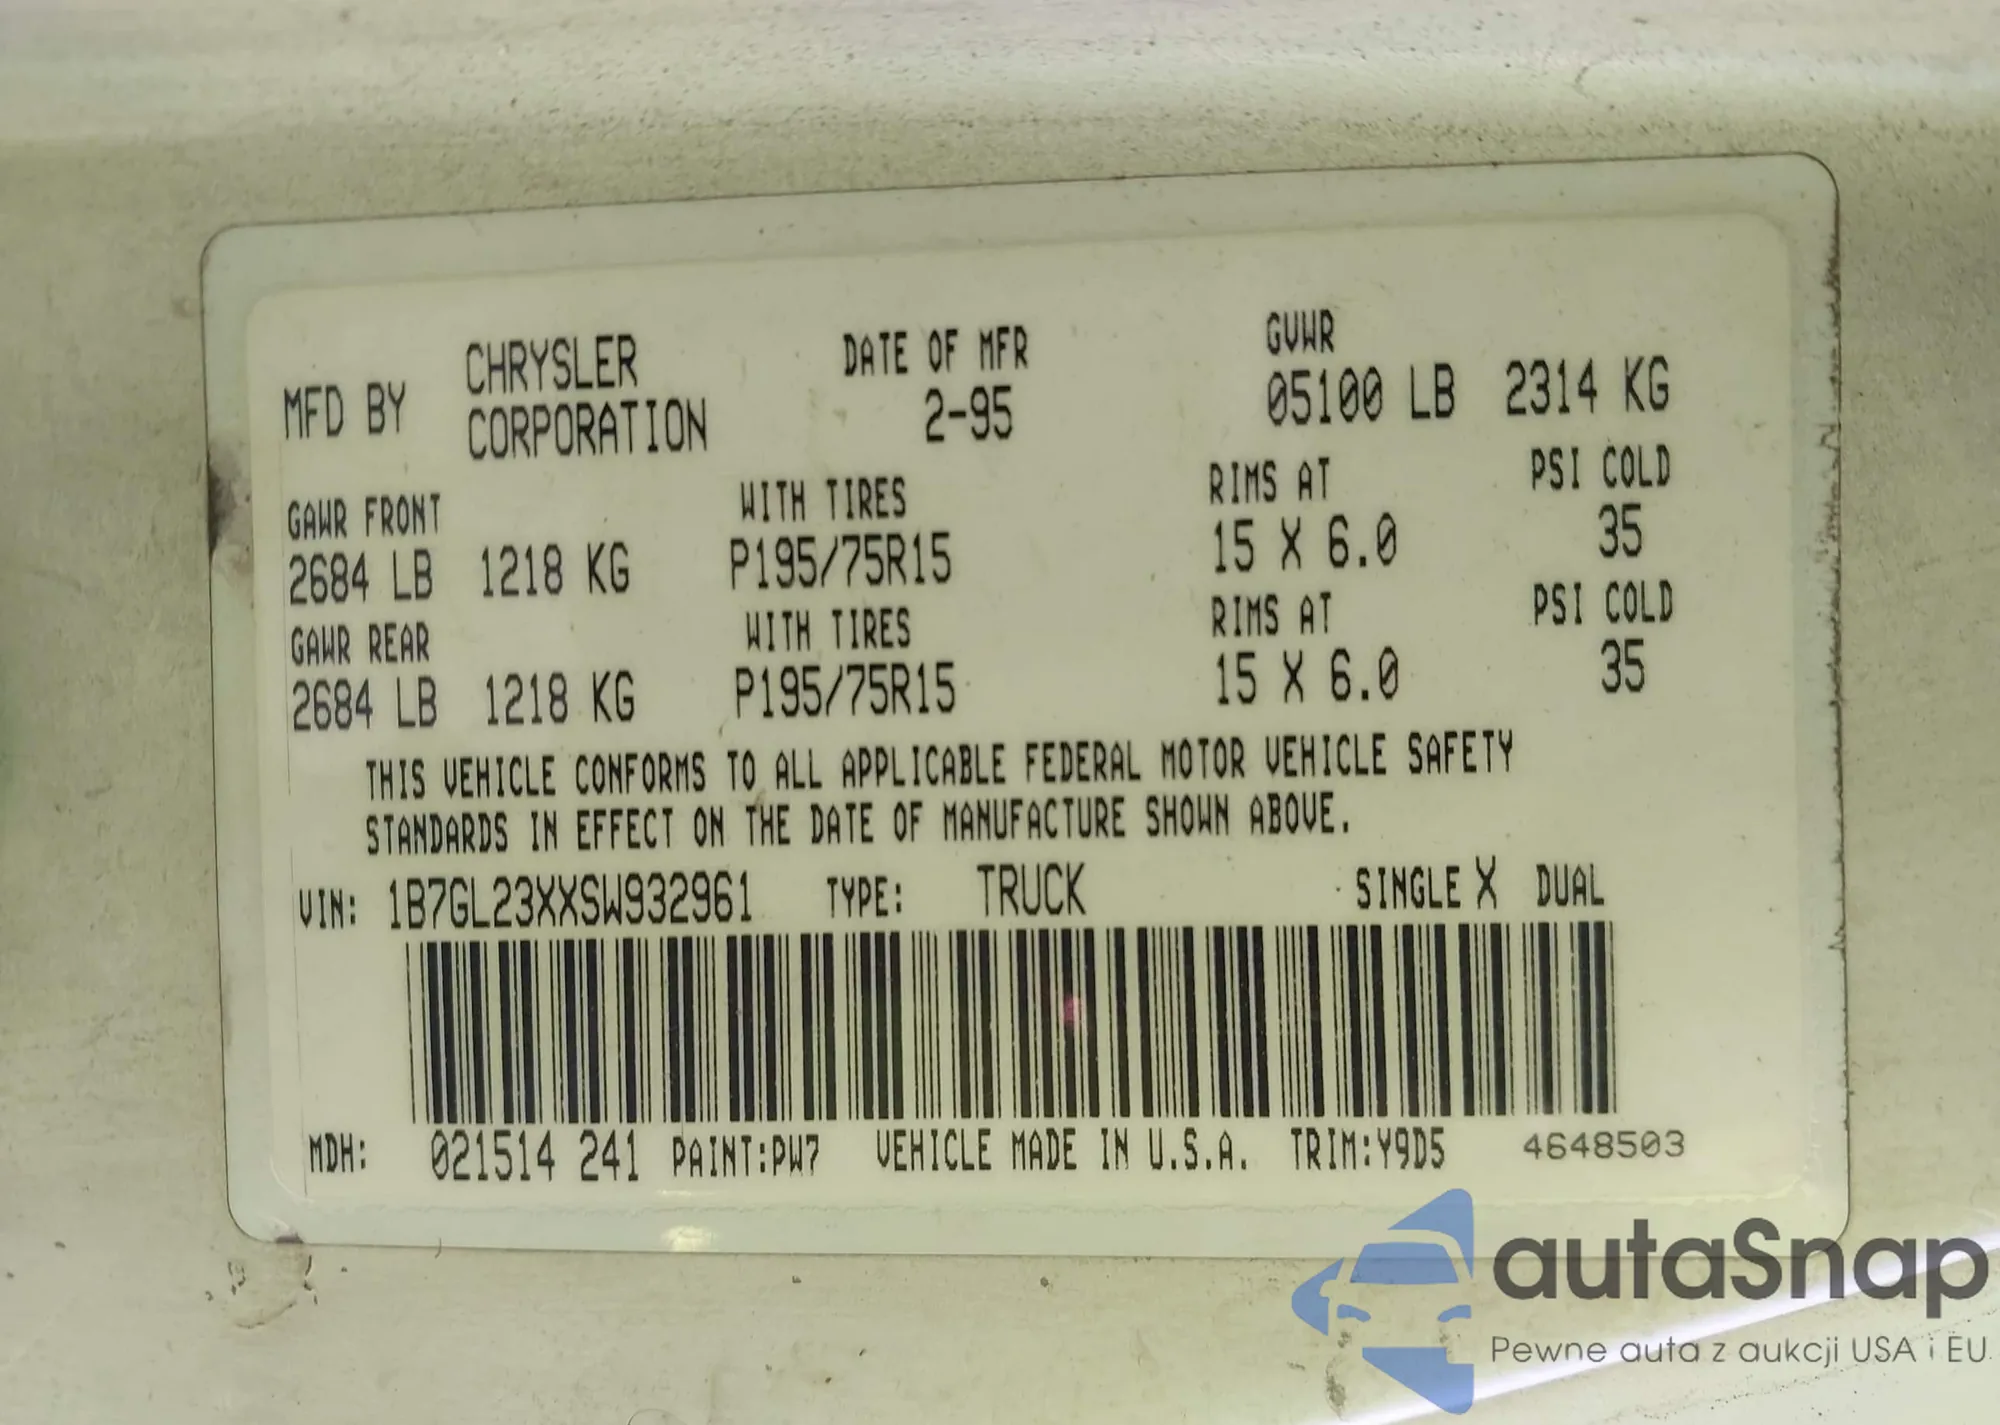 MFD BY CHRYSLER CORPORATION DATE OF MFR 2-95 GVWR 05100 LB 2314 KG
GAWR FRONT WITH TIRES RIMS AT PSI COLD
2684 LB 1218 KG P195/75R15 15 X 6.0 35
GAWR REAR WITH TIRES RIMS AT PSI COLD
2684 LB 1218 KG P195/75R15 15 X 6.0 35
THIS VEHICLE CONFORMS TO ALL APPLICABLE FEDERAL MOTOR VEHICLE SAFETY
STANDARDS IN EFFECT ON THE DATE OF MANUFACTURE SHOWN ABOVE.
VIN: 1B7GL23XXSW932961 TYPE: TRUCK SINGLE X DUAL
MDH: 021514 241 PAINT:PW7 VEHICLE MADE IN U.S.A. TRIM:Y9D5 4648503
autaSnap
Pewne auta z aukcji USA i EU